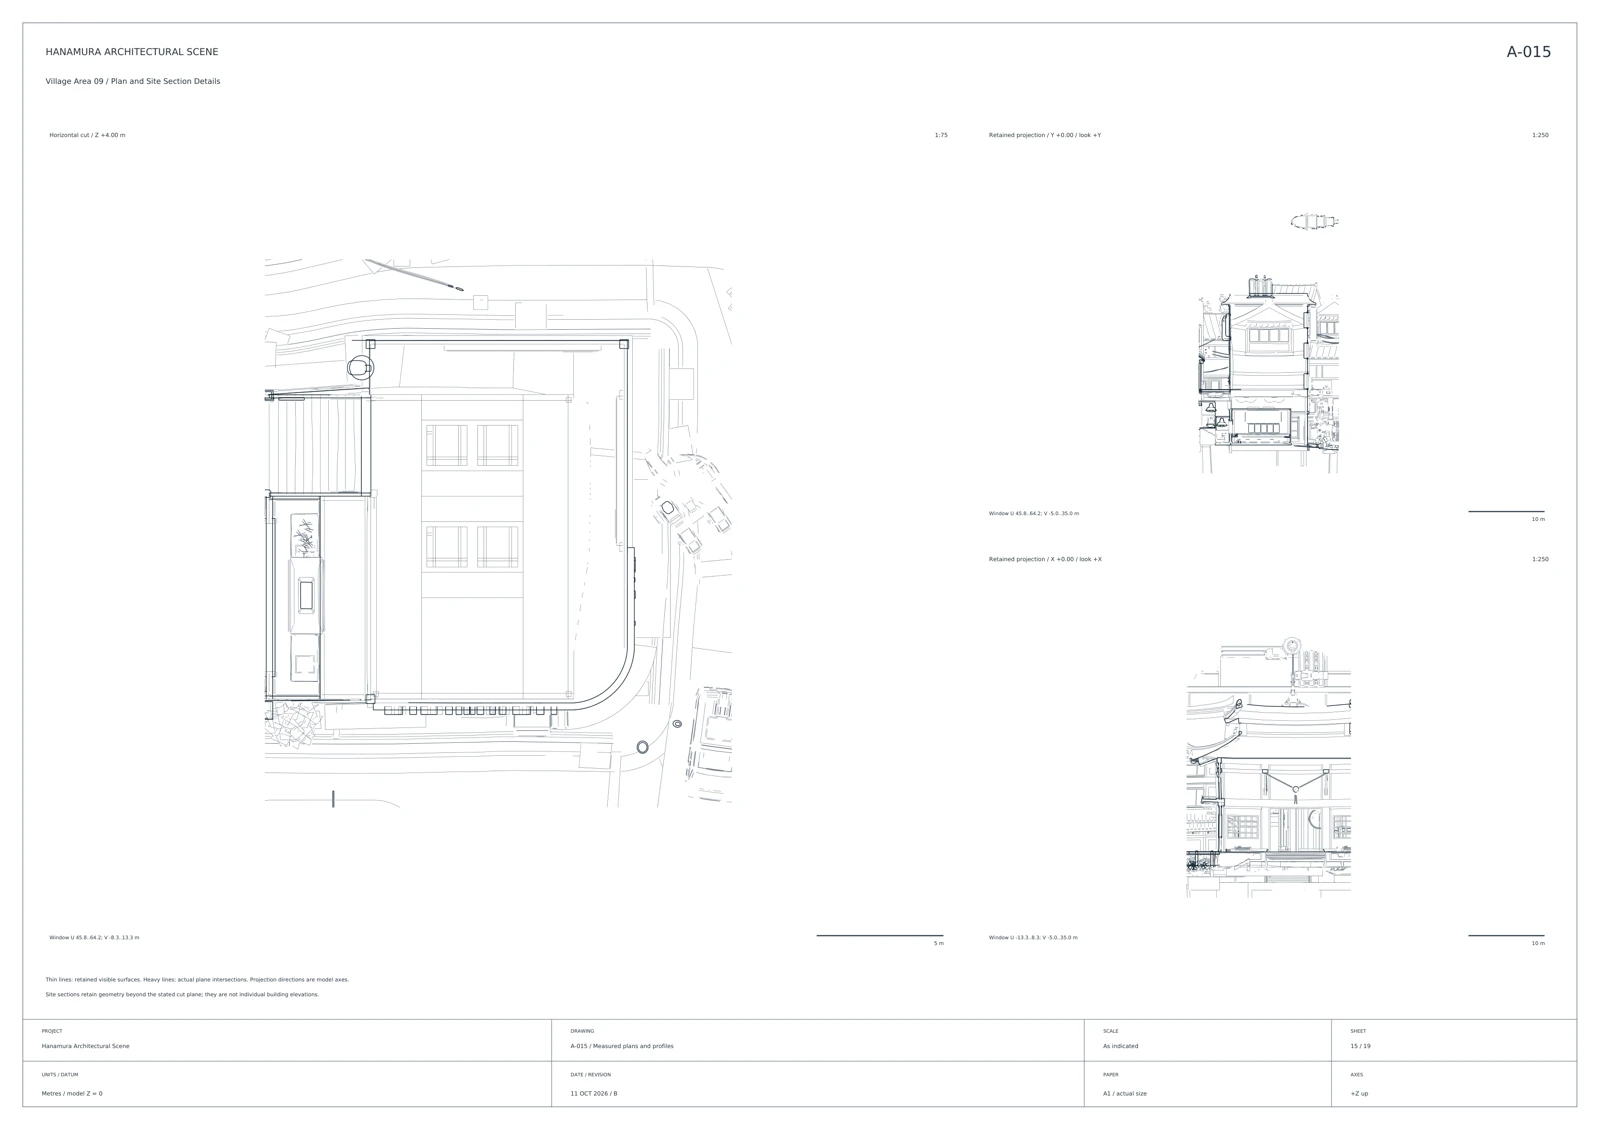 HANAMURA ARCHITECTURAL SCENE
A-015
Village Area 09 / Plan and Site Section Details
Horizontal cut / Z +4.00 m
1:75
Retained projection / Y +0.00 / look +Y
1:250
Window U 45.8..64.2; V -5.0..35.0 m
10 m
Retained projection / X +0.00 / look +X
1:250
Window U 45.8..64.2; V -8.3..13.3 m
5 m
Window U -13.3..8.3; V -5.0..35.0 m
10 m
Thin lines: retained visible surfaces. Heavy lines: actual plane intersections. Projection directions are model axes.
Site sections retain geometry beyond the stated cut plane; they are not individual building elevations.
PROJECT
Hanamura Architectural Scene
DRAWING
A-015 / Measured plans and profiles
SCALE
As indicated
SHEET
15 / 19
UNITS / DATUM
Metres / model Z = 0
DATE / REVISION
11 OCT 2026 / B
PAPER
A1 / actual size
AXES
+Z up